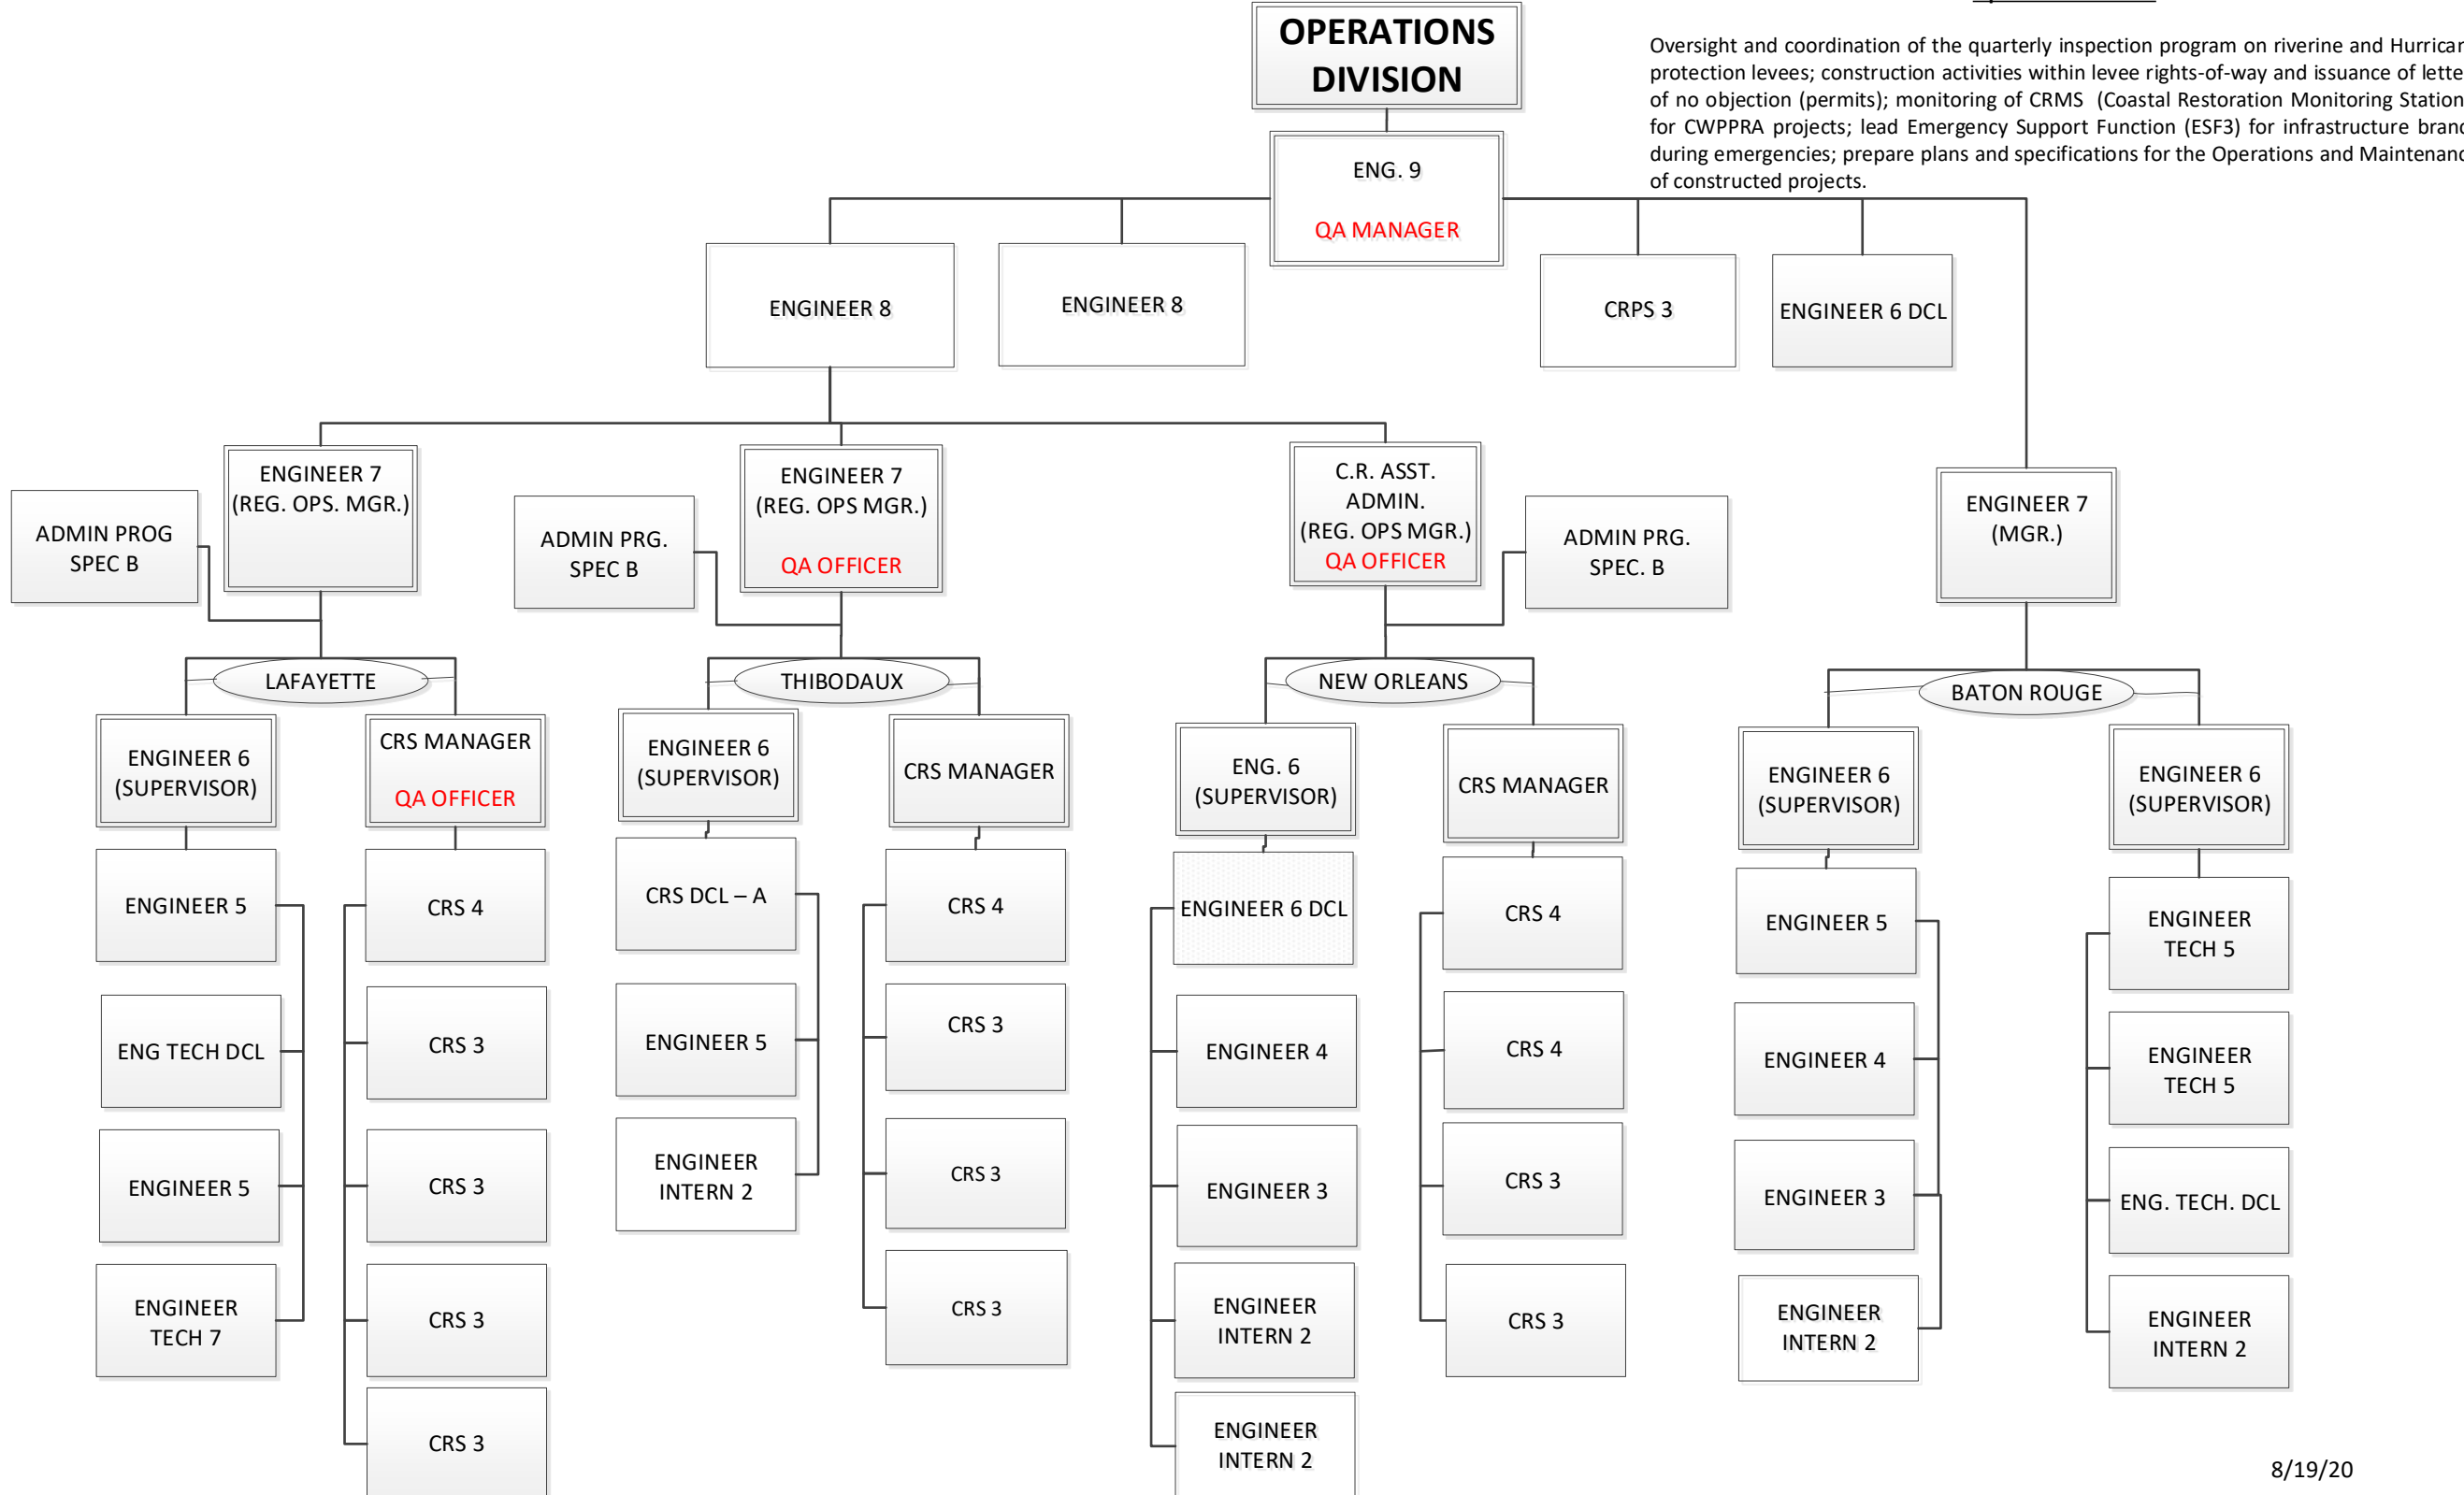 OPERATIONS
DIVISION
Oversight and coordination of the quarterly inspection program on riverine and Hurrican
protection levees; construction activities within levee rights-of-way and issuance of lette
of no objection (permits); monitoring of CRMS (Coastal Restoration Monitoring Station
for CWPPRA projects; lead Emergency Support Function (ESF3) for infrastructure branc
during emergencies; prepare plans and specifications for the Operations and Maintenanc
of constructed projects.
ENG. 9
QA MANAGER
ENGINEER 8
ENGINEER 8
CRPS 3
ENGINEER 6 DCL
ADMIN PROG
SPEC B
ENGINEER 7
(REG. OPS. MGR.)
ADMIN PRG.
SPEC B
ENGINEER 7
(REG. OPS MGR.)
QA OFFICER
C.R. ASST.
ADMIN.
(REG. OPS MGR.)
QA OFFICER
ADMIN PRG.
SPEC. B
ENGINEER 7
(MGR.)
LAFAYETTE
THIBODAUX
NEW ORLEANS
BATON ROUGE
ENGINEER 6
(SUPERVISOR)
CRS MANAGER
QA OFFICER
ENGINEER 6
(SUPERVISOR)
CRS MANAGER
ENG. 6
(SUPERVISOR)
CRS MANAGER
ENGINEER 6
(SUPERVISOR)
ENGINEER 6
(SUPERVISOR)
ENGINEER 5
CRS 4
CRS DCL – A
CRS 4
ENGINEER 6 DCL
CRS 4
ENGINEER 5
ENGINEER
TECH 5
ENG TECH DCL
CRS 3
ENGINEER 5
CRS 3
ENGINEER 4
CRS 4
ENGINEER 4
ENGINEER
TECH 5
ENGINEER 5
CRS 3
ENGINEER
INTERN 2
CRS 3
ENGINEER 3
CRS 3
ENGINEER 3
ENG. TECH. DCL
ENGINEER
TECH 7
CRS 3
CRS 3
ENGINEER
INTERN 2
CRS 3
ENGINEER
INTERN 2
ENGINEER
INTERN 2
CRS 3
ENGINEER
INTERN 2
8/19/20